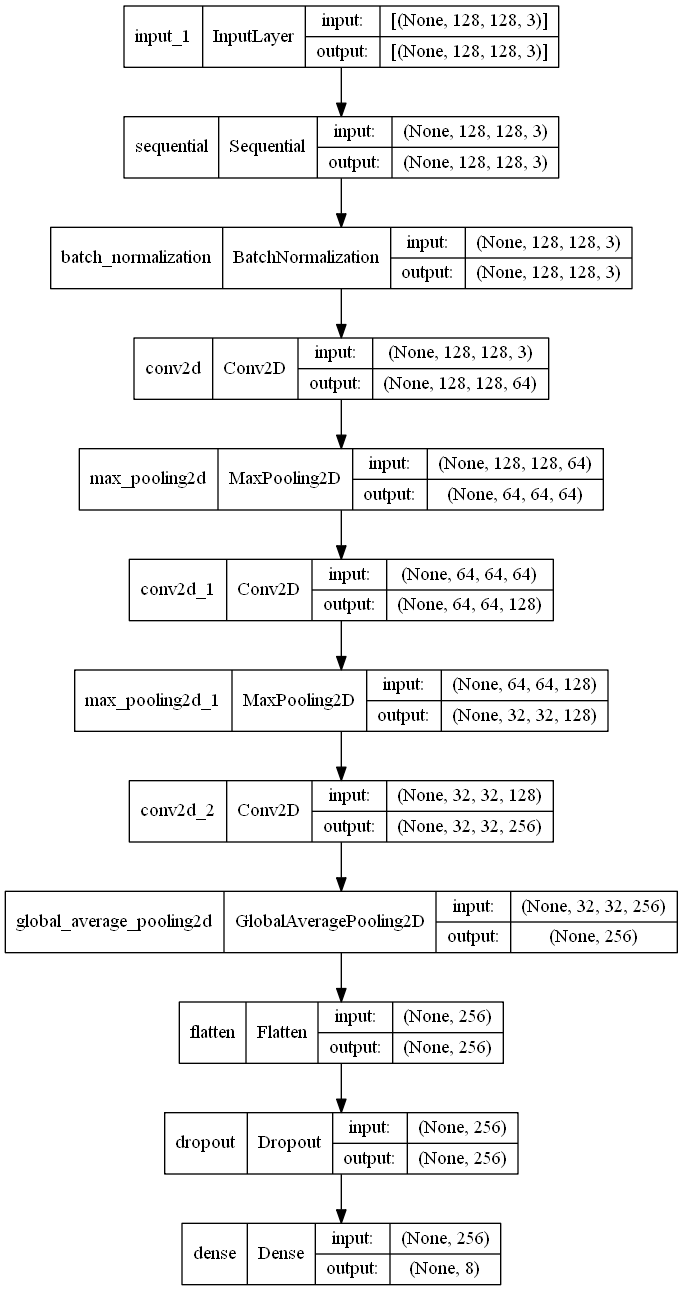 input_1 InputLayer input: [(None, 128, 128, 3)]
output: [(None, 128, 128, 3)]
sequential Sequential input: (None, 128, 128, 3)
output: (None, 128, 128, 3)
batch_normalization BatchNormalization input: (None, 128, 128, 3)
output: (None, 128, 128, 3)
conv2d Conv2D input: (None, 128, 128, 3)
output: (None, 128, 128, 64)
max_pooling2d MaxPooling2D input: (None, 128, 128, 64)
output: (None, 64, 64, 64)
conv2d_1 Conv2D input: (None, 64, 64, 64)
output: (None, 64, 64, 128)
max_pooling2d_1 MaxPooling2D input: (None, 64, 64, 128)
output: (None, 32, 32, 128)
conv2d_2 Conv2D input: (None, 32, 32, 128)
output: (None, 32, 32, 256)
global_average_pooling2d GlobalAveragePooling2D input: (None, 32, 32, 256)
output: (None, 256)
flatten Flatten input: (None, 256)
output: (None, 256)
dropout Dropout input: (None, 256)
output: (None, 256)
dense Dense input: (None, 256)
output: (None, 8)